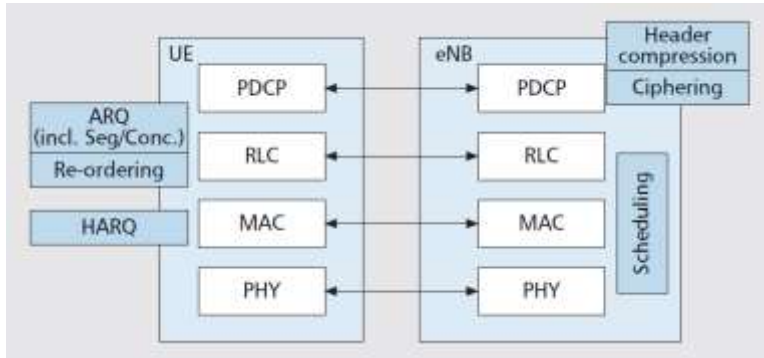 UE
eNB
Header
compression
Ciphering
PDCP
PDCP
ARQ
(incl. Seg/Conc.)
Re-ordering
RLC
RLC
HARQ
MAC
MAC
Scheduling
PHY
PHY